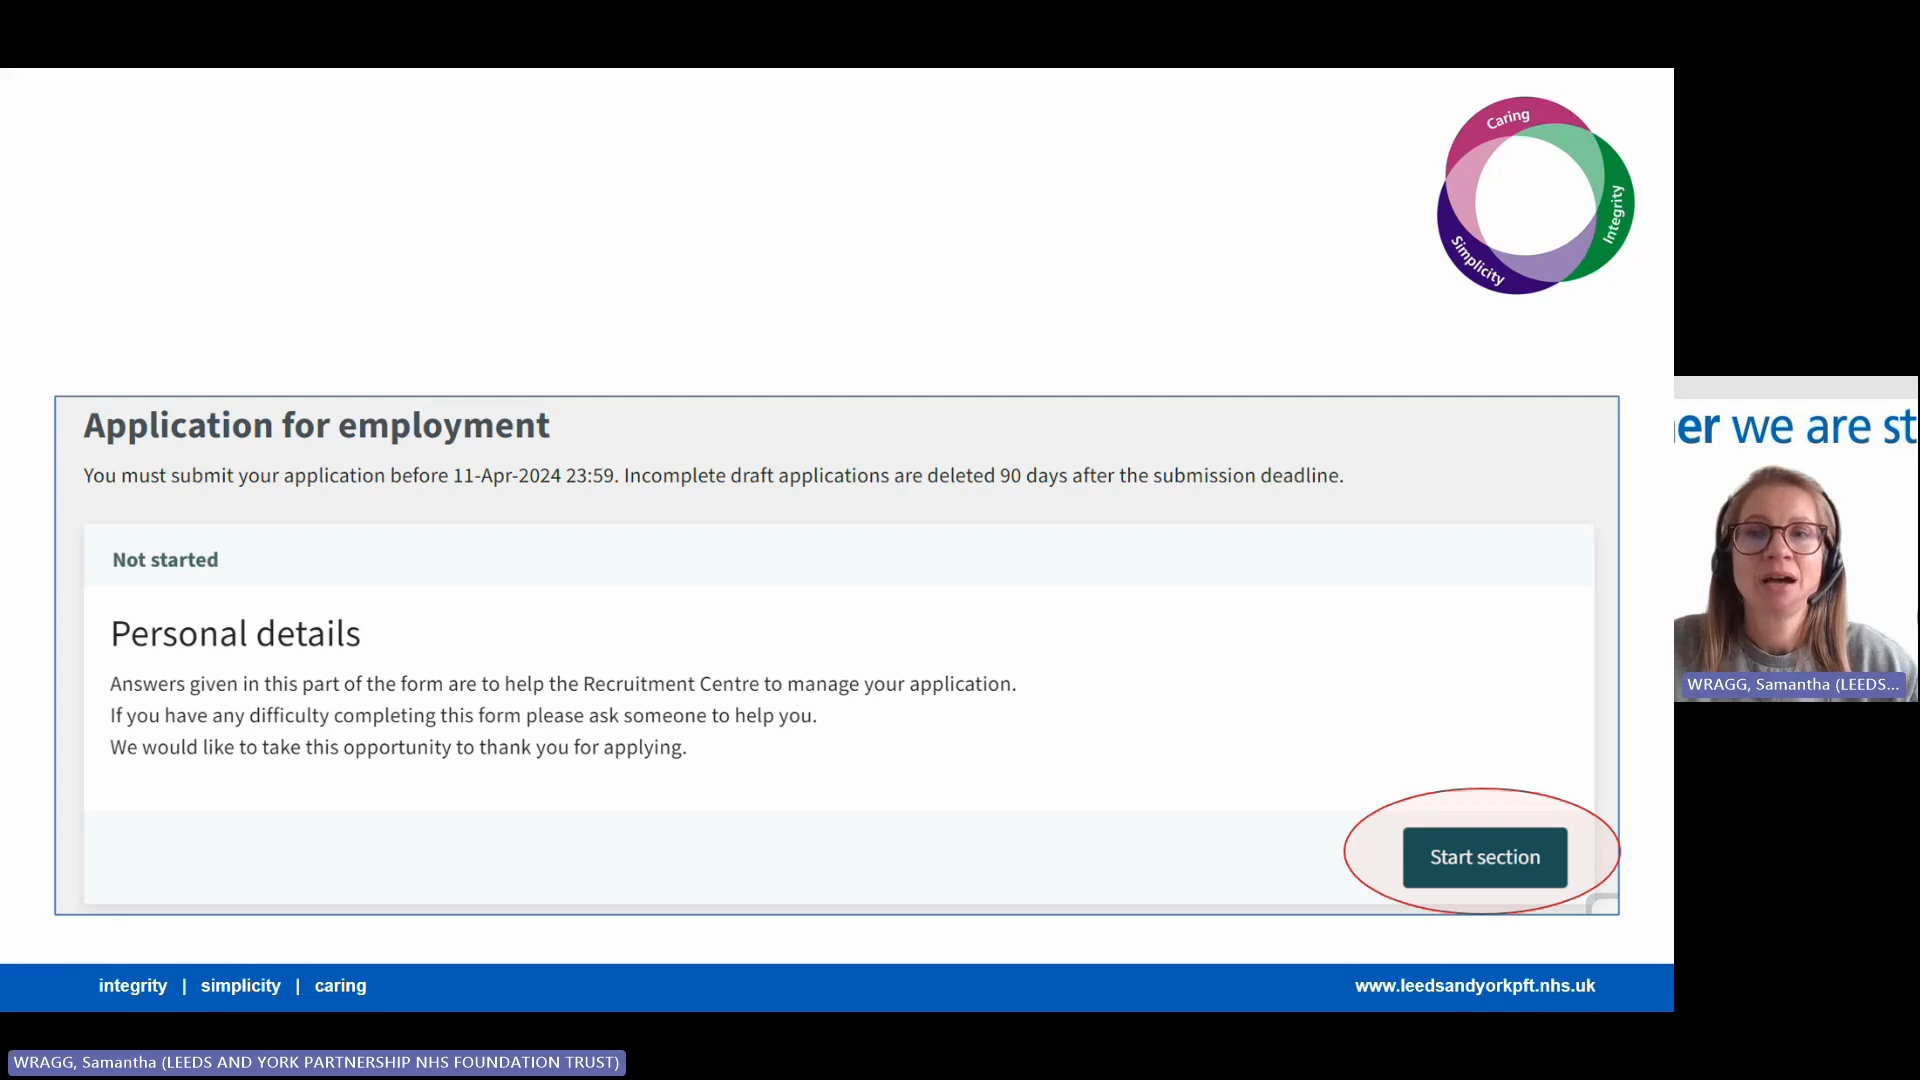 Caring
Integrity
Simplicity
Application for employment
You must submit your application before 11-Apr-2024 23:59. Incomplete draft applications are deleted 90 days after the submission deadline.
Not started
Personal details
Answers given in this part of the form are to help the Recruitment Centre to manage your application.
If you have any difficulty completing this form please ask someone to help you.
We would like to take this opportunity to thank you for applying.
Start section
integrity | simplicity | caring
www.leedsandyorkpft.nhs.uk
er we are st
WRAGG, Samantha (LEEDS...
WRAGG, Samantha (LEEDS AND YORK PARTNERSHIP NHS FOUNDATION TRUST)